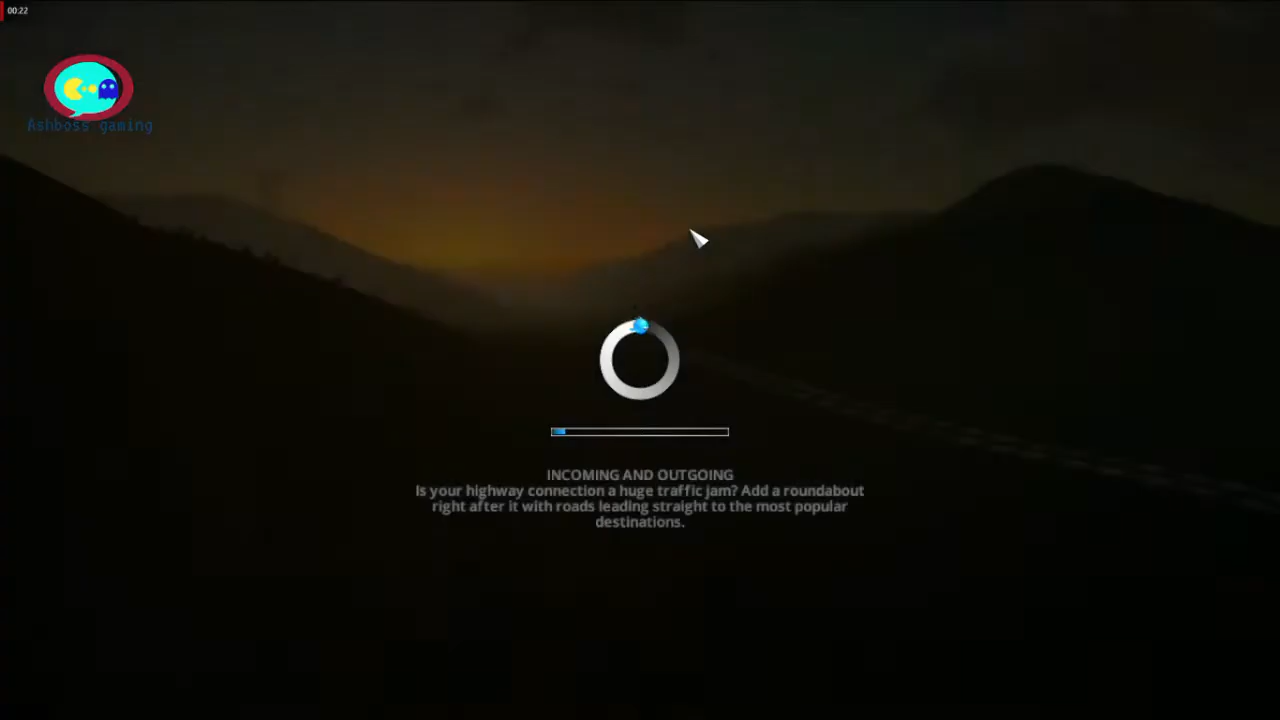 00:22
Ashboss gaming
INCOMING AND OUTGOING
Is your highway connection a huge traffic jam? Add a roundabout
right after it with roads leading straight to the most popular
destinations.